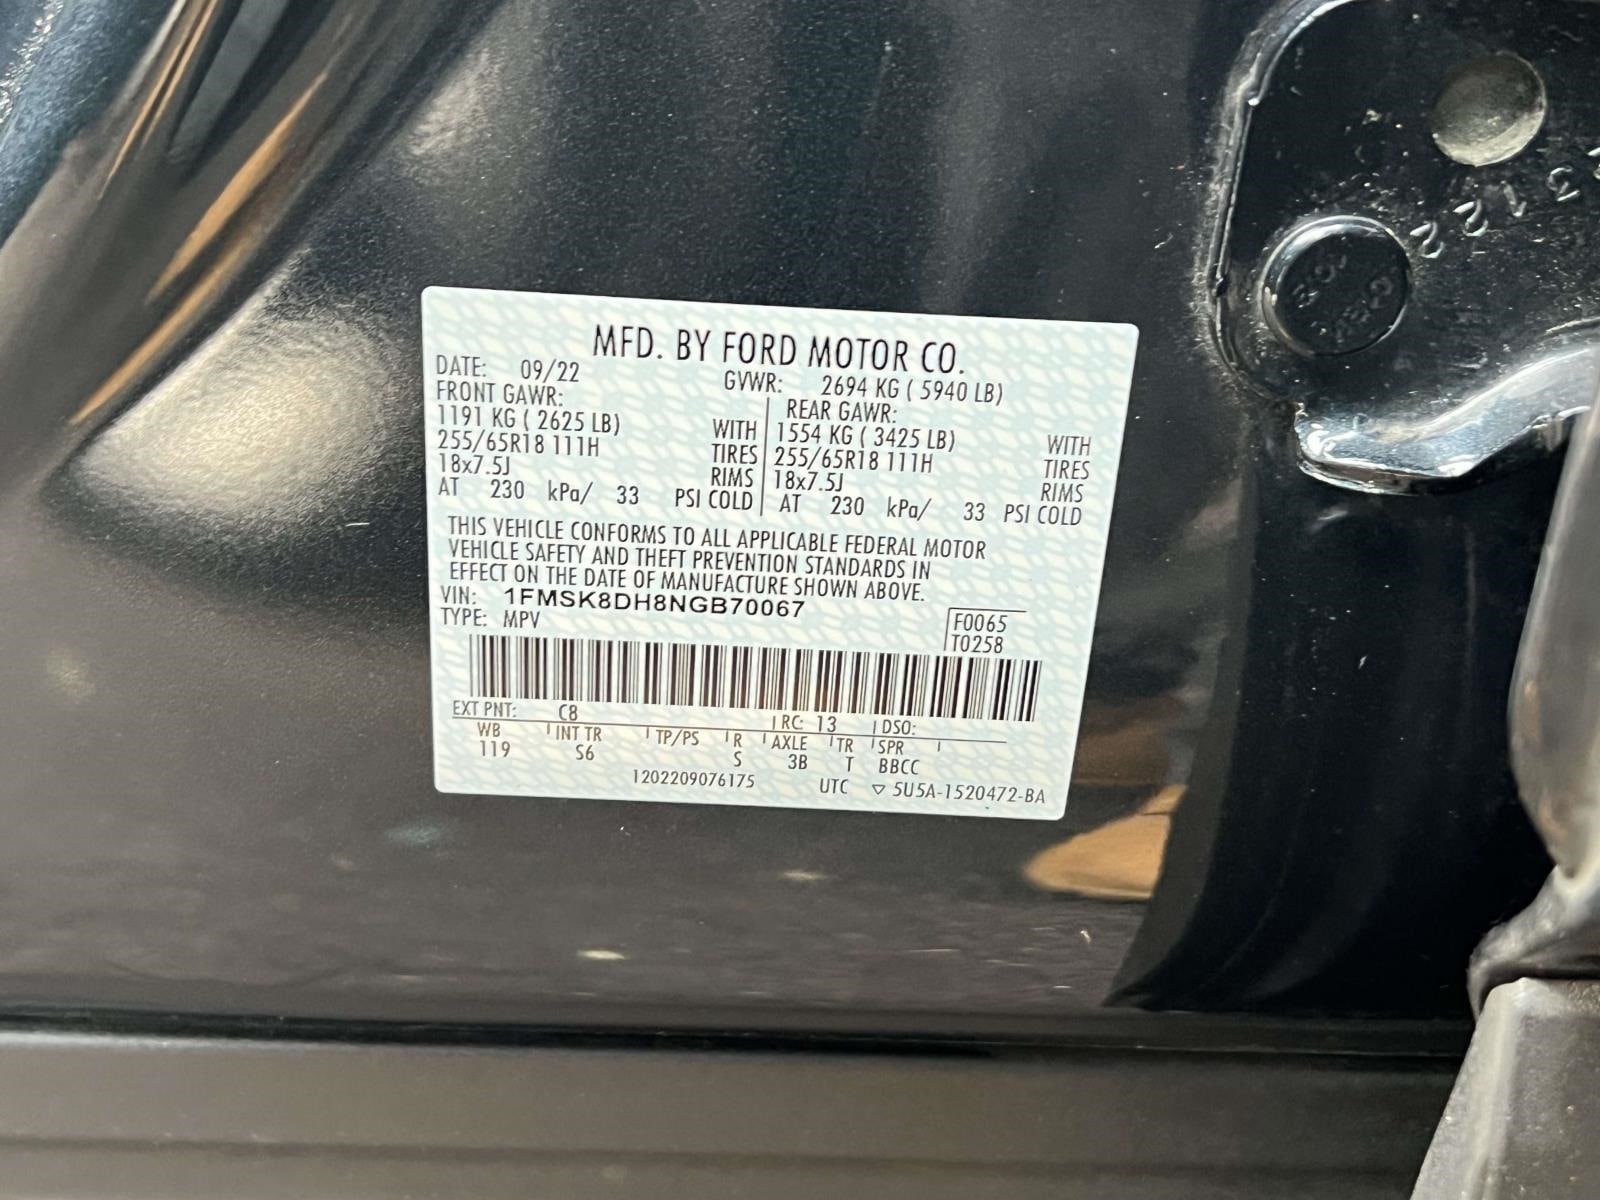 MFD. BY FORD MOTOR CO.
DATE: 09/22 GVWR: 2694 KG ( 5940 LB)
FRONT GAWR: REAR GAWR:
1191 KG ( 2625 LB) WITH 1554 KG ( 3425 LB) WITH
255/65R18 111H TIRES 255/65R18 111H TIRES
18x7.5J RIMS 18x7.5J RIMS
AT 230 kPa/ 33 PSI COLD AT 230 kPa/ 33 PSI COLD
THIS VEHICLE CONFORMS TO ALL APPLICABLE FEDERAL MOTOR
VEHICLE SAFETY AND THEFT PREVENTION STANDARDS IN
EFFECT ON THE DATE OF MANUFACTURE SHOWN ABOVE.
VIN: 1FMSK8DH8NGB70067
TYPE: MPV
F0065
T0258
EXT PNT: C8 RC: 13 DSO:
WB INT TR TP/PS R AXLE TR SPR
119 S6 S 3B T BBCC
1202209076175 UTC ▽ 5U5A-1520472-BA